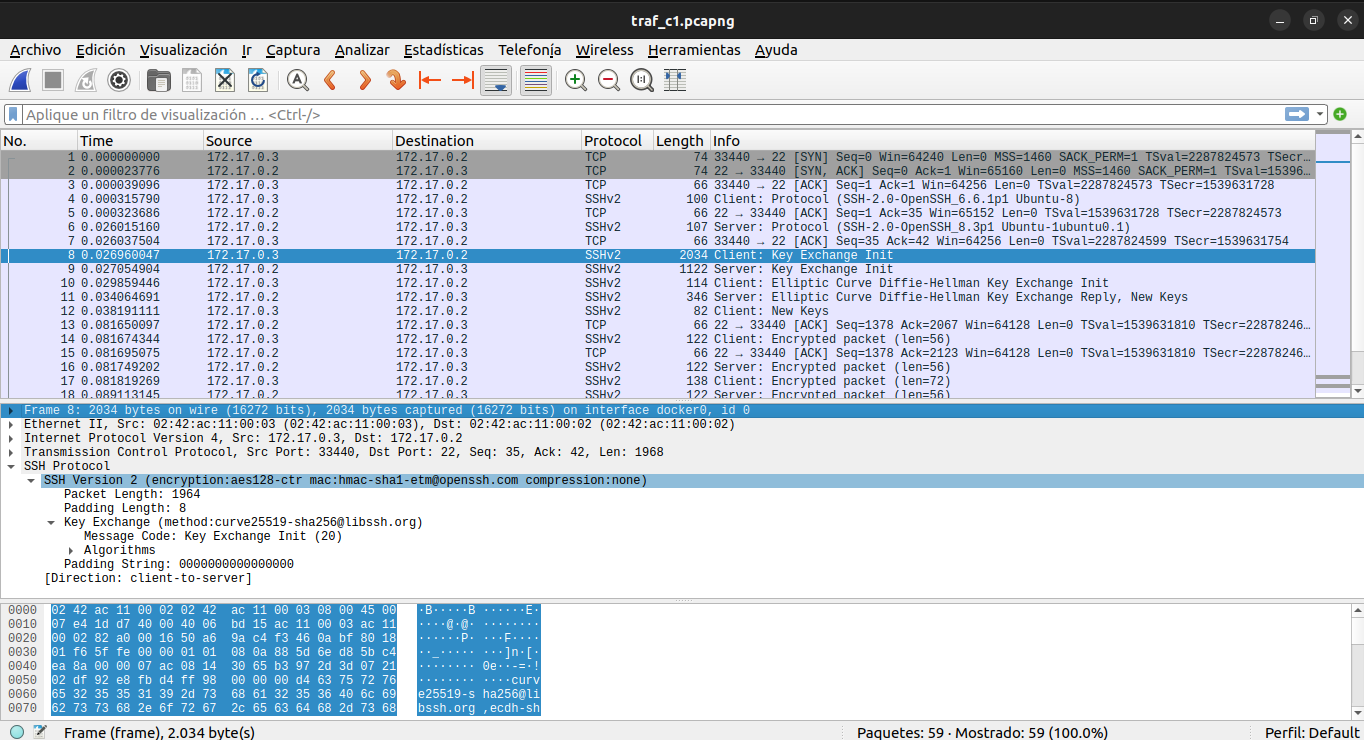 traf_c1.pcapng
Archivo Edición Visualización Ir Captura Analizar Estadísticas Telefonía Wireless Herramientas Ayuda
Aplique un filtro de visualización … <Ctrl-/>
No. Time Source Destination Protocol Length Info
1 0.000000000 172.17.0.3 172.17.0.2 TCP 74 33440 → 22 [SYN] Seq=0 Win=64240 Len=0 MSS=1460 SACK_PERM=1 TSval=2287824573 TSecr…
2 0.000023776 172.17.0.2 172.17.0.3 TCP 74 22 → 33440 [SYN, ACK] Seq=0 Ack=1 Win=65160 Len=0 MSS=1460 SACK_PERM=1 TSval=15396…
3 0.000039096 172.17.0.3 172.17.0.2 TCP 66 33440 → 22 [ACK] Seq=1 Ack=1 Win=64256 Len=0 TSval=2287824573 TSecr=1539631728
4 0.000315790 172.17.0.3 172.17.0.2 SSHv2 100 Client: Protocol (SSH-2.0-OpenSSH_6.6.1p1 Ubuntu-8)
5 0.000323686 172.17.0.2 172.17.0.3 TCP 66 22 → 33440 [ACK] Seq=1 Ack=35 Win=65152 Len=0 TSval=1539631728 TSecr=2287824573
6 0.026015160 172.17.0.2 172.17.0.3 SSHv2 107 Server: Protocol (SSH-2.0-OpenSSH_8.3p1 Ubuntu-1ubuntu0.1)
7 0.026037504 172.17.0.3 172.17.0.2 TCP 66 33440 → 22 [ACK] Seq=35 Ack=42 Win=64256 Len=0 TSval=2287824599 TSecr=1539631754
8 0.026960047 172.17.0.3 172.17.0.2 SSHv2 2034 Client: Key Exchange Init
9 0.027054904 172.17.0.2 172.17.0.3 SSHv2 1122 Server: Key Exchange Init
10 0.029859446 172.17.0.3 172.17.0.2 SSHv2 114 Client: Elliptic Curve Diffie-Hellman Key Exchange Init
11 0.034064691 172.17.0.2 172.17.0.3 SSHv2 346 Server: Elliptic Curve Diffie-Hellman Key Exchange Reply, New Keys
12 0.038191111 172.17.0.3 172.17.0.2 SSHv2 82 Client: New Keys
13 0.081650097 172.17.0.2 172.17.0.3 TCP 66 22 → 33440 [ACK] Seq=1378 Ack=2067 Win=64128 Len=0 TSval=1539631810 TSecr=22878246…
14 0.081674344 172.17.0.3 172.17.0.2 SSHv2 122 Client: Encrypted packet (len=56)
15 0.081695075 172.17.0.2 172.17.0.3 TCP 66 22 → 33440 [ACK] Seq=1378 Ack=2123 Win=64128 Len=0 TSval=1539631810 TSecr=22878246…
16 0.081749202 172.17.0.2 172.17.0.3 SSHv2 122 Server: Encrypted packet (len=56)
17 0.081819269 172.17.0.3 172.17.0.2 SSHv2 138 Client: Encrypted packet (len=72)
18 0.089113145 172.17.0.2 172.17.0.3 SSHv2 122 Server: Encrypted packet (len=56)
Frame 8: 2034 bytes on wire (16272 bits), 2034 bytes captured (16272 bits) on interface docker0, id 0
Ethernet II, Src: 02:42:ac:11:00:03 (02:42:ac:11:00:03), Dst: 02:42:ac:11:00:02 (02:42:ac:11:00:02)
Internet Protocol Version 4, Src: 172.17.0.3, Dst: 172.17.0.2
Transmission Control Protocol, Src Port: 33440, Dst Port: 22, Seq: 35, Ack: 42, Len: 1968
SSH Protocol
SSH Version 2 (encryption:aes128-ctr mac:hmac-sha1-etm@openssh.com compression:none)
Packet Length: 1964
Padding Length: 8
Key Exchange (method:curve25519-sha256@libssh.org)
Message Code: Key Exchange Init (20)
Algorithms
Padding String: 0000000000000000
[Direction: client-to-server]
0000 02 42 ac 11 00 02 02 42 ac 11 00 03 08 00 45 00 ·B·····B ······E·
0010 07 e4 1d d7 40 00 40 06 bd 15 ac 11 00 03 ac 11 ····@·@· ········
0020 00 02 82 a0 00 16 50 a6 9a c4 f3 46 0a bf 80 18 ······P· ···F····
0030 01 f6 5f fe 00 00 01 01 08 0a 88 5d 6e d8 5b c4 ··_····· ···]n·[·
0040 ea 8a 00 00 07 ac 08 14 30 65 b3 97 2d 3d 07 21 ········ 0e··-=·!
0050 02 df 92 e8 fb d4 ff 98 00 00 00 d4 63 75 72 76 ········ ····curv
0060 65 32 35 35 31 39 2d 73 68 61 32 35 36 40 6c 69 e25519-s ha256@li
0070 62 73 73 68 2e 6f 72 67 2c 65 63 64 68 2d 73 68 bssh.org ,ecdh-sh
Frame (frame), 2.034 byte(s) Paquetes: 59 · Mostrado: 59 (100.0%) Perfil: Default